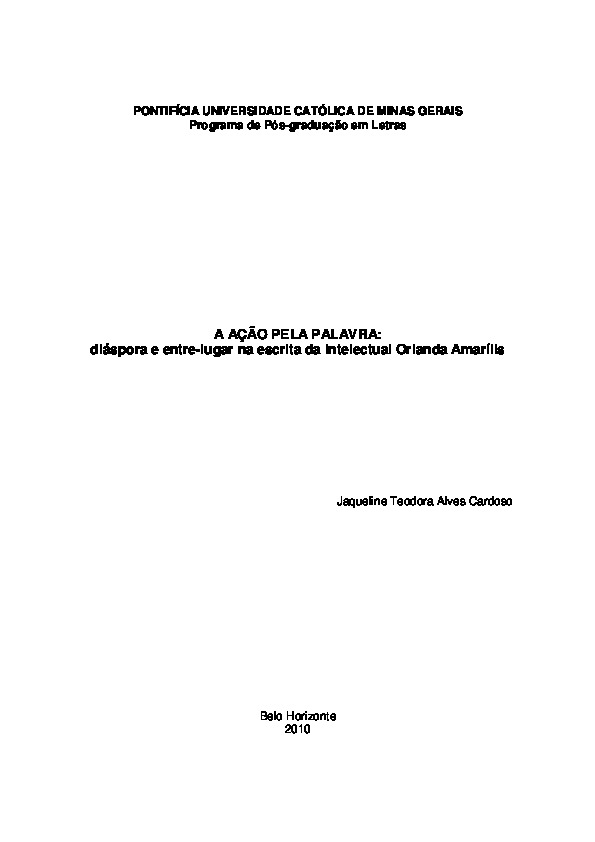 PONTIFÍCIA UNIVERSIDADE CATÓLICA DE MINAS GERAIS
Programa de Pós-graduação em Letras
A AÇÃO PELA PALAVRA:
diáspora e entre-lugar na escrita da intelectual Orlanda Amarílis
Jaqueline Teodora Alves Cardoso
Belo Horizonte
2010